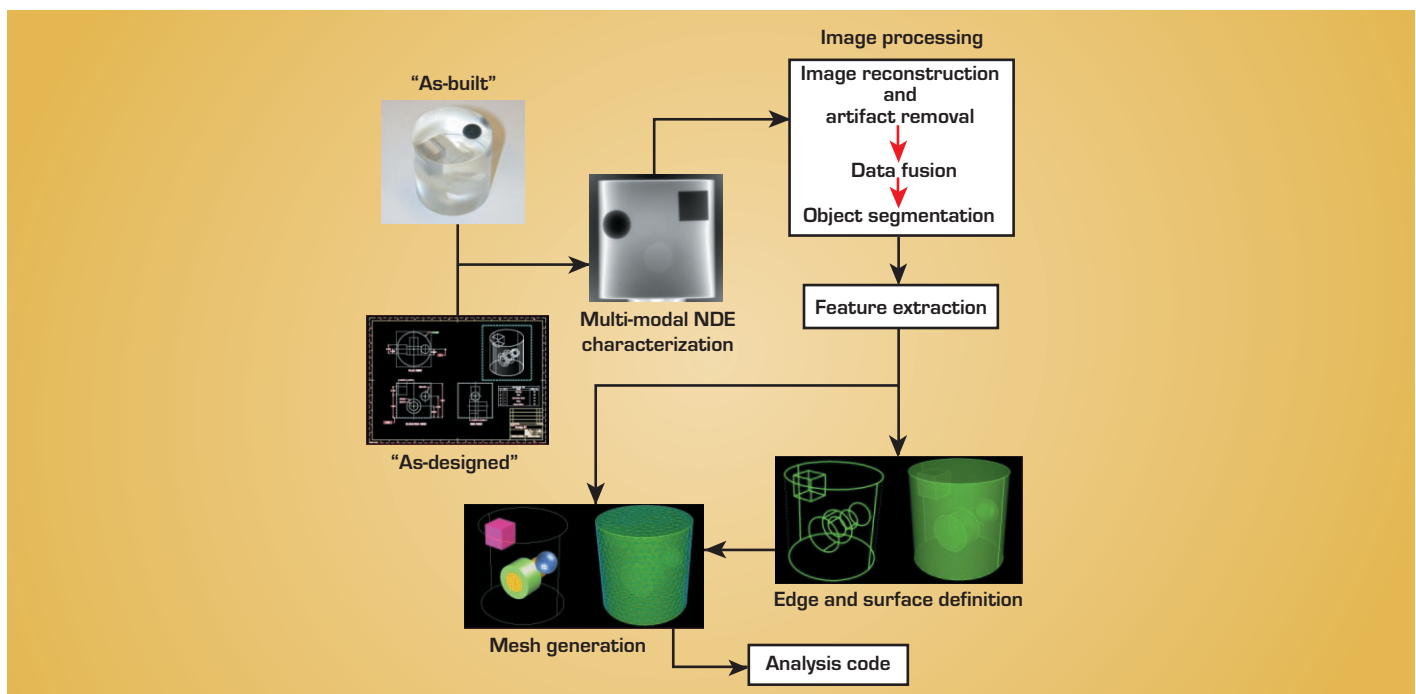 Image processing
“As-built”
Image reconstruction
and
artifact removal
Data fusion
Object segmentation
Multi-modal NDE
characterization
Feature extraction
“As-designed”
Edge and surface definition
Mesh generation
Analysis code